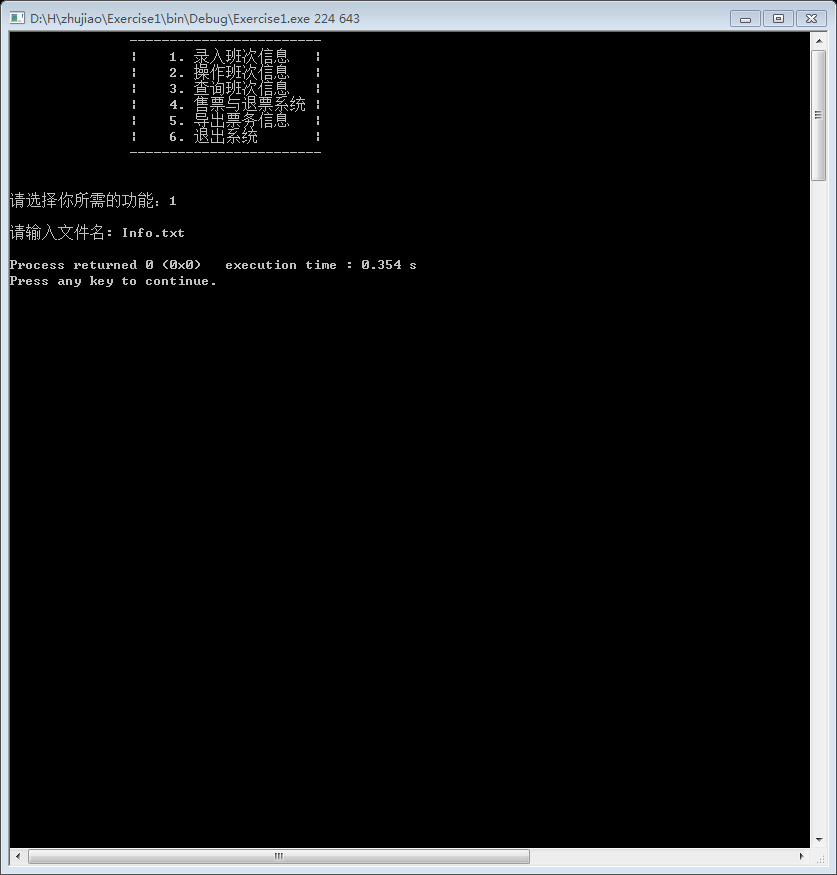 D:\H\zhujiao\Exercise1\bin\Debug\Exercise1.exe 224 643
------------------------
¦    1. 录入班次信息   ¦
¦    2. 操作班次信息   ¦
¦    3. 查询班次信息   ¦
¦    4. 售票与退票系统 ¦
¦    5. 导出票务信息   ¦
¦    6. 退出系统       ¦
------------------------
请选择你所需的功能：1
请输入文件名：Info.txt
Process returned 0 (0x0)   execution time : 0.354 s
Press any key to continue.